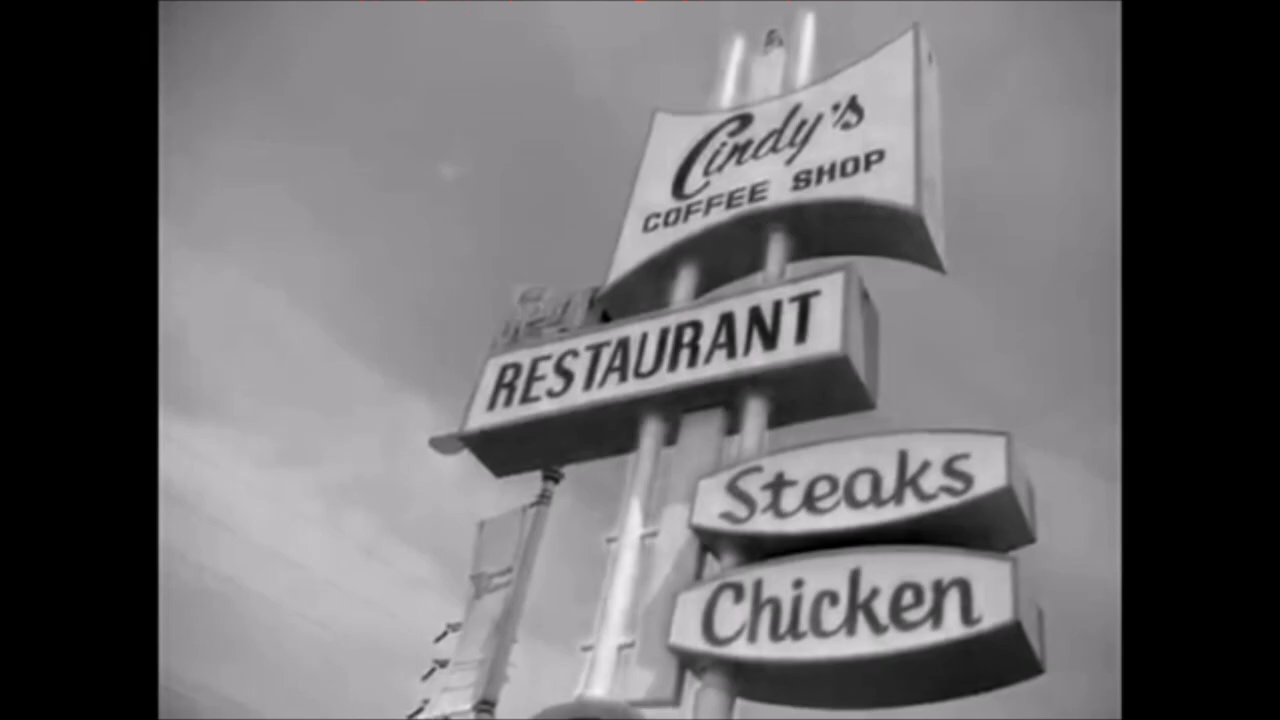 Cindy's
COFFEE SHOP
RESTAURANT
Steaks
Chicken